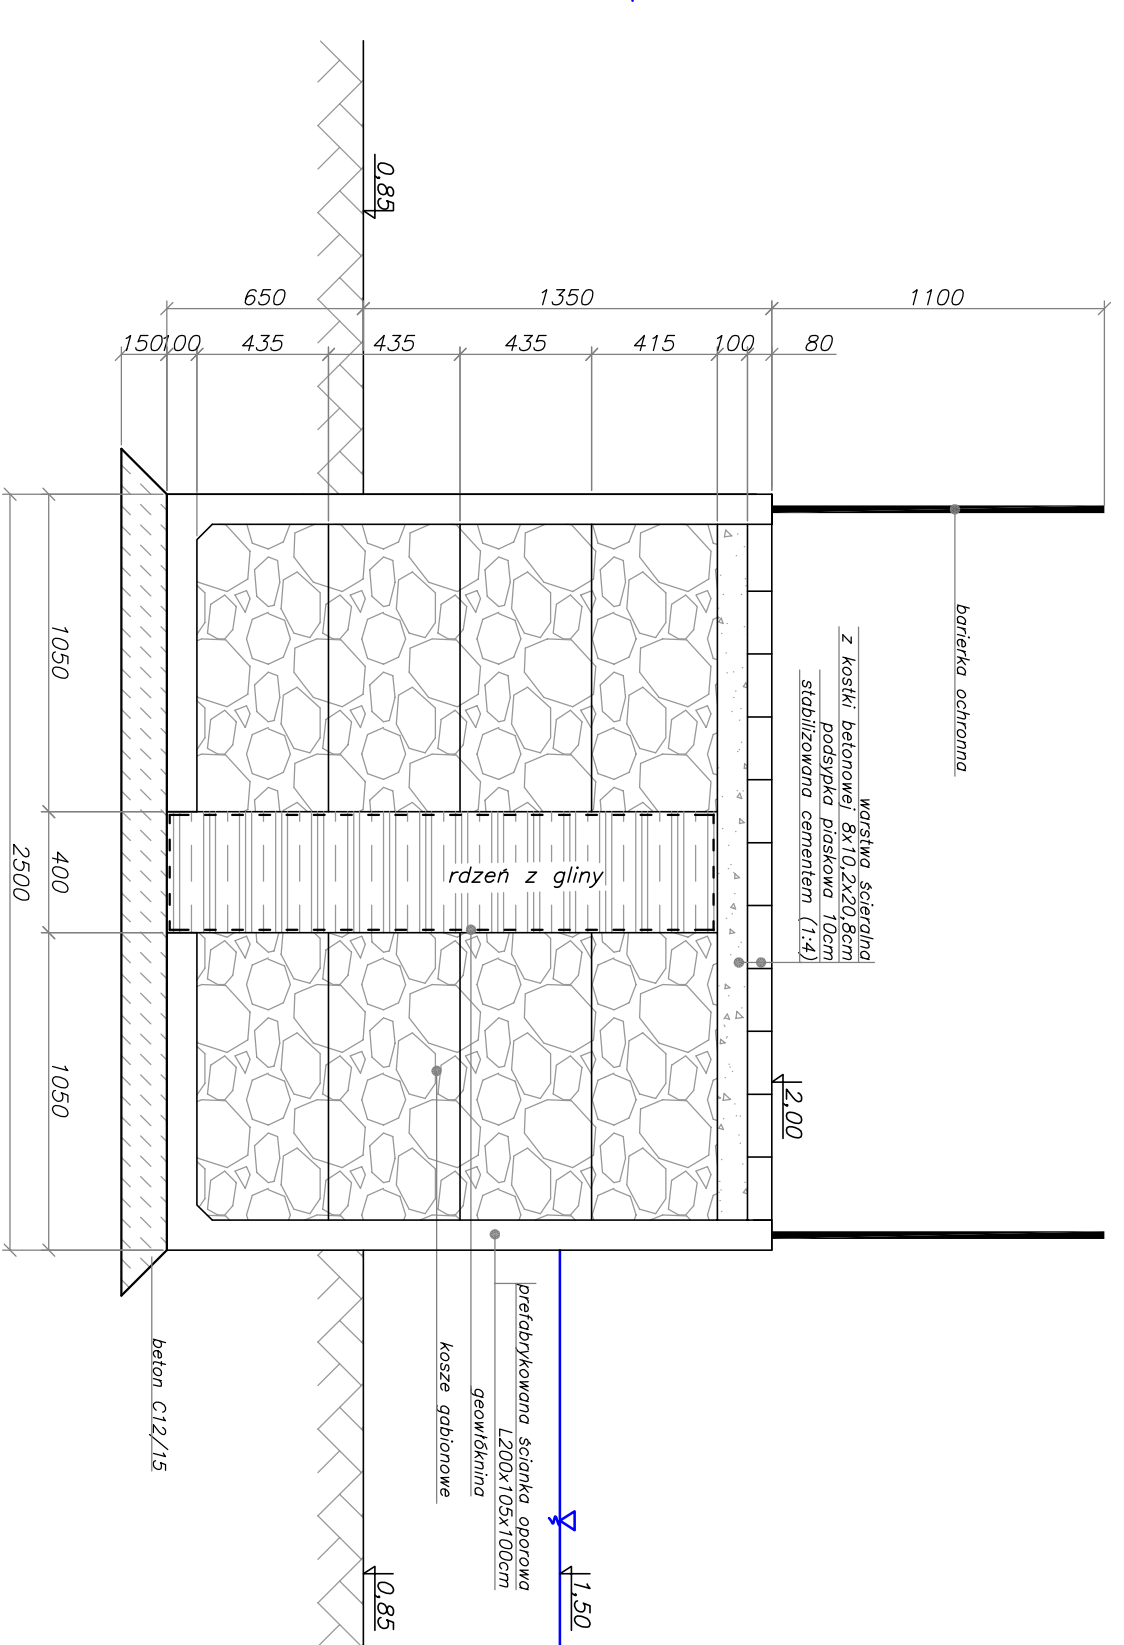 0,85
650
1350
1100
150
100
435
435
435
415
100
80
barierka ochronna
warstwa ścieralna
z kostki betonowej 8x10,2x20,8cm
podsypka piaskowa 10cm
stabilizowana cementem (1:4)
rdzeń z gliny
2,00
1050
400
1050
2500
prefabrykowana ścianka oporowa
L200x105x100cm
geowłóknina
kosze gabionowe
beton C12/15
1,50
0,85